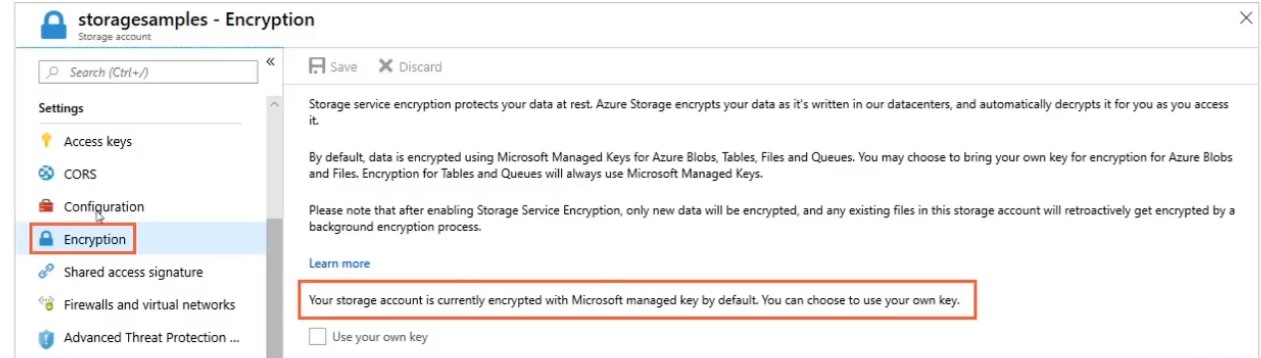 storagesamples - Encryption
Storage account
Search (Ctrl+/)
«
Settings
Access keys
CORS
Configuration
Encryption
Shared access signature
Firewalls and virtual networks
Advanced Threat Protection ...
Save Discard
Storage service encryption protects your data at rest. Azure Storage encrypts your data as it's written in our datacenters, and automatically decrypts it for you as you access
it.
By default, data is encrypted using Microsoft Managed Keys for Azure Blobs, Tables, Files and Queues. You may choose to bring your own key for encryption for Azure Blobs
and Files. Encryption for Tables and Queues will always use Microsoft Managed Keys.
Please note that after enabling Storage Service Encryption, only new data will be encrypted, and any existing files in this storage account will retroactively get encrypted by a
background encryption process.
Learn more
Your storage account is currently encrypted with Microsoft managed key by default. You can choose to use your own key.
Use your own key